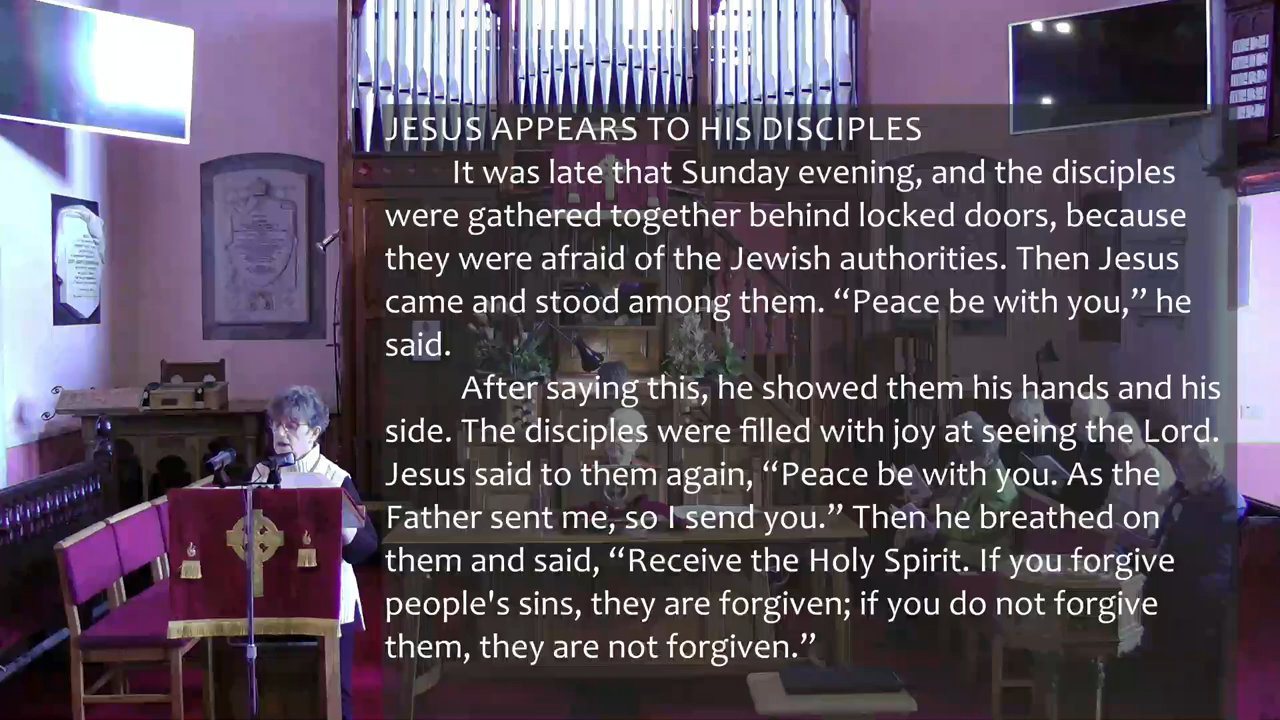 JESUS APPEARS TO HIS DISCIPLES
It was late that Sunday evening, and the disciples
were gathered together behind locked doors, because
they were afraid of the Jewish authorities. Then Jesus
came and stood among them. “Peace be with you,” he
said.
After saying this, he showed them his hands and his
side. The disciples were filled with joy at seeing the Lord.
Jesus said to them again, “Peace be with you. As the
Father sent me, so I send you.” Then he breathed on
them and said, “Receive the Holy Spirit. If you forgive
people's sins, they are forgiven; if you do not forgive
them, they are not forgiven.”